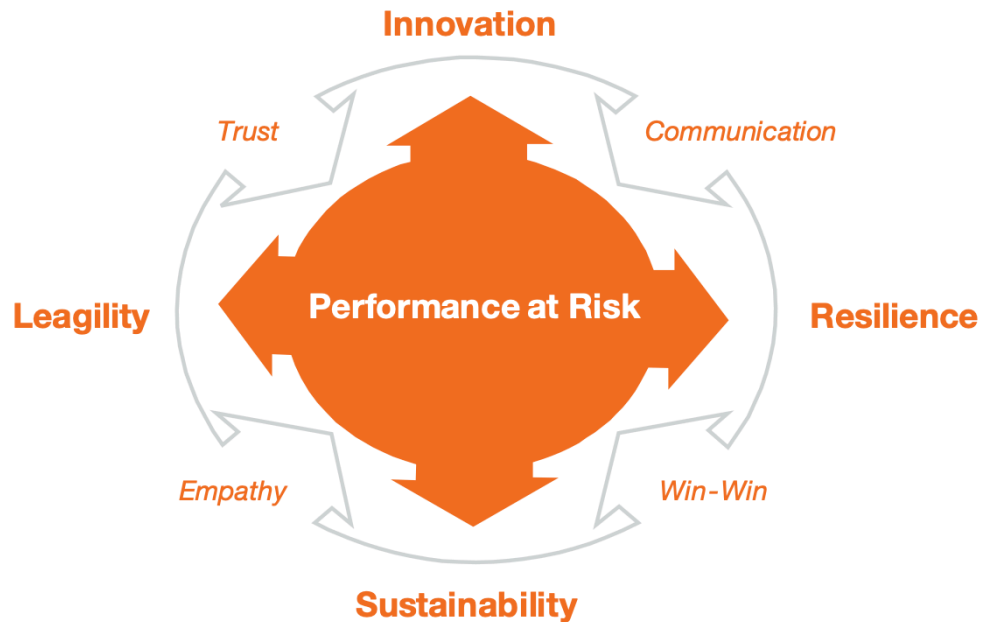 Innovation
Trust
Communication
Leagility
Performance at Risk
Resilience
Empathy
Win-Win
Sustainability